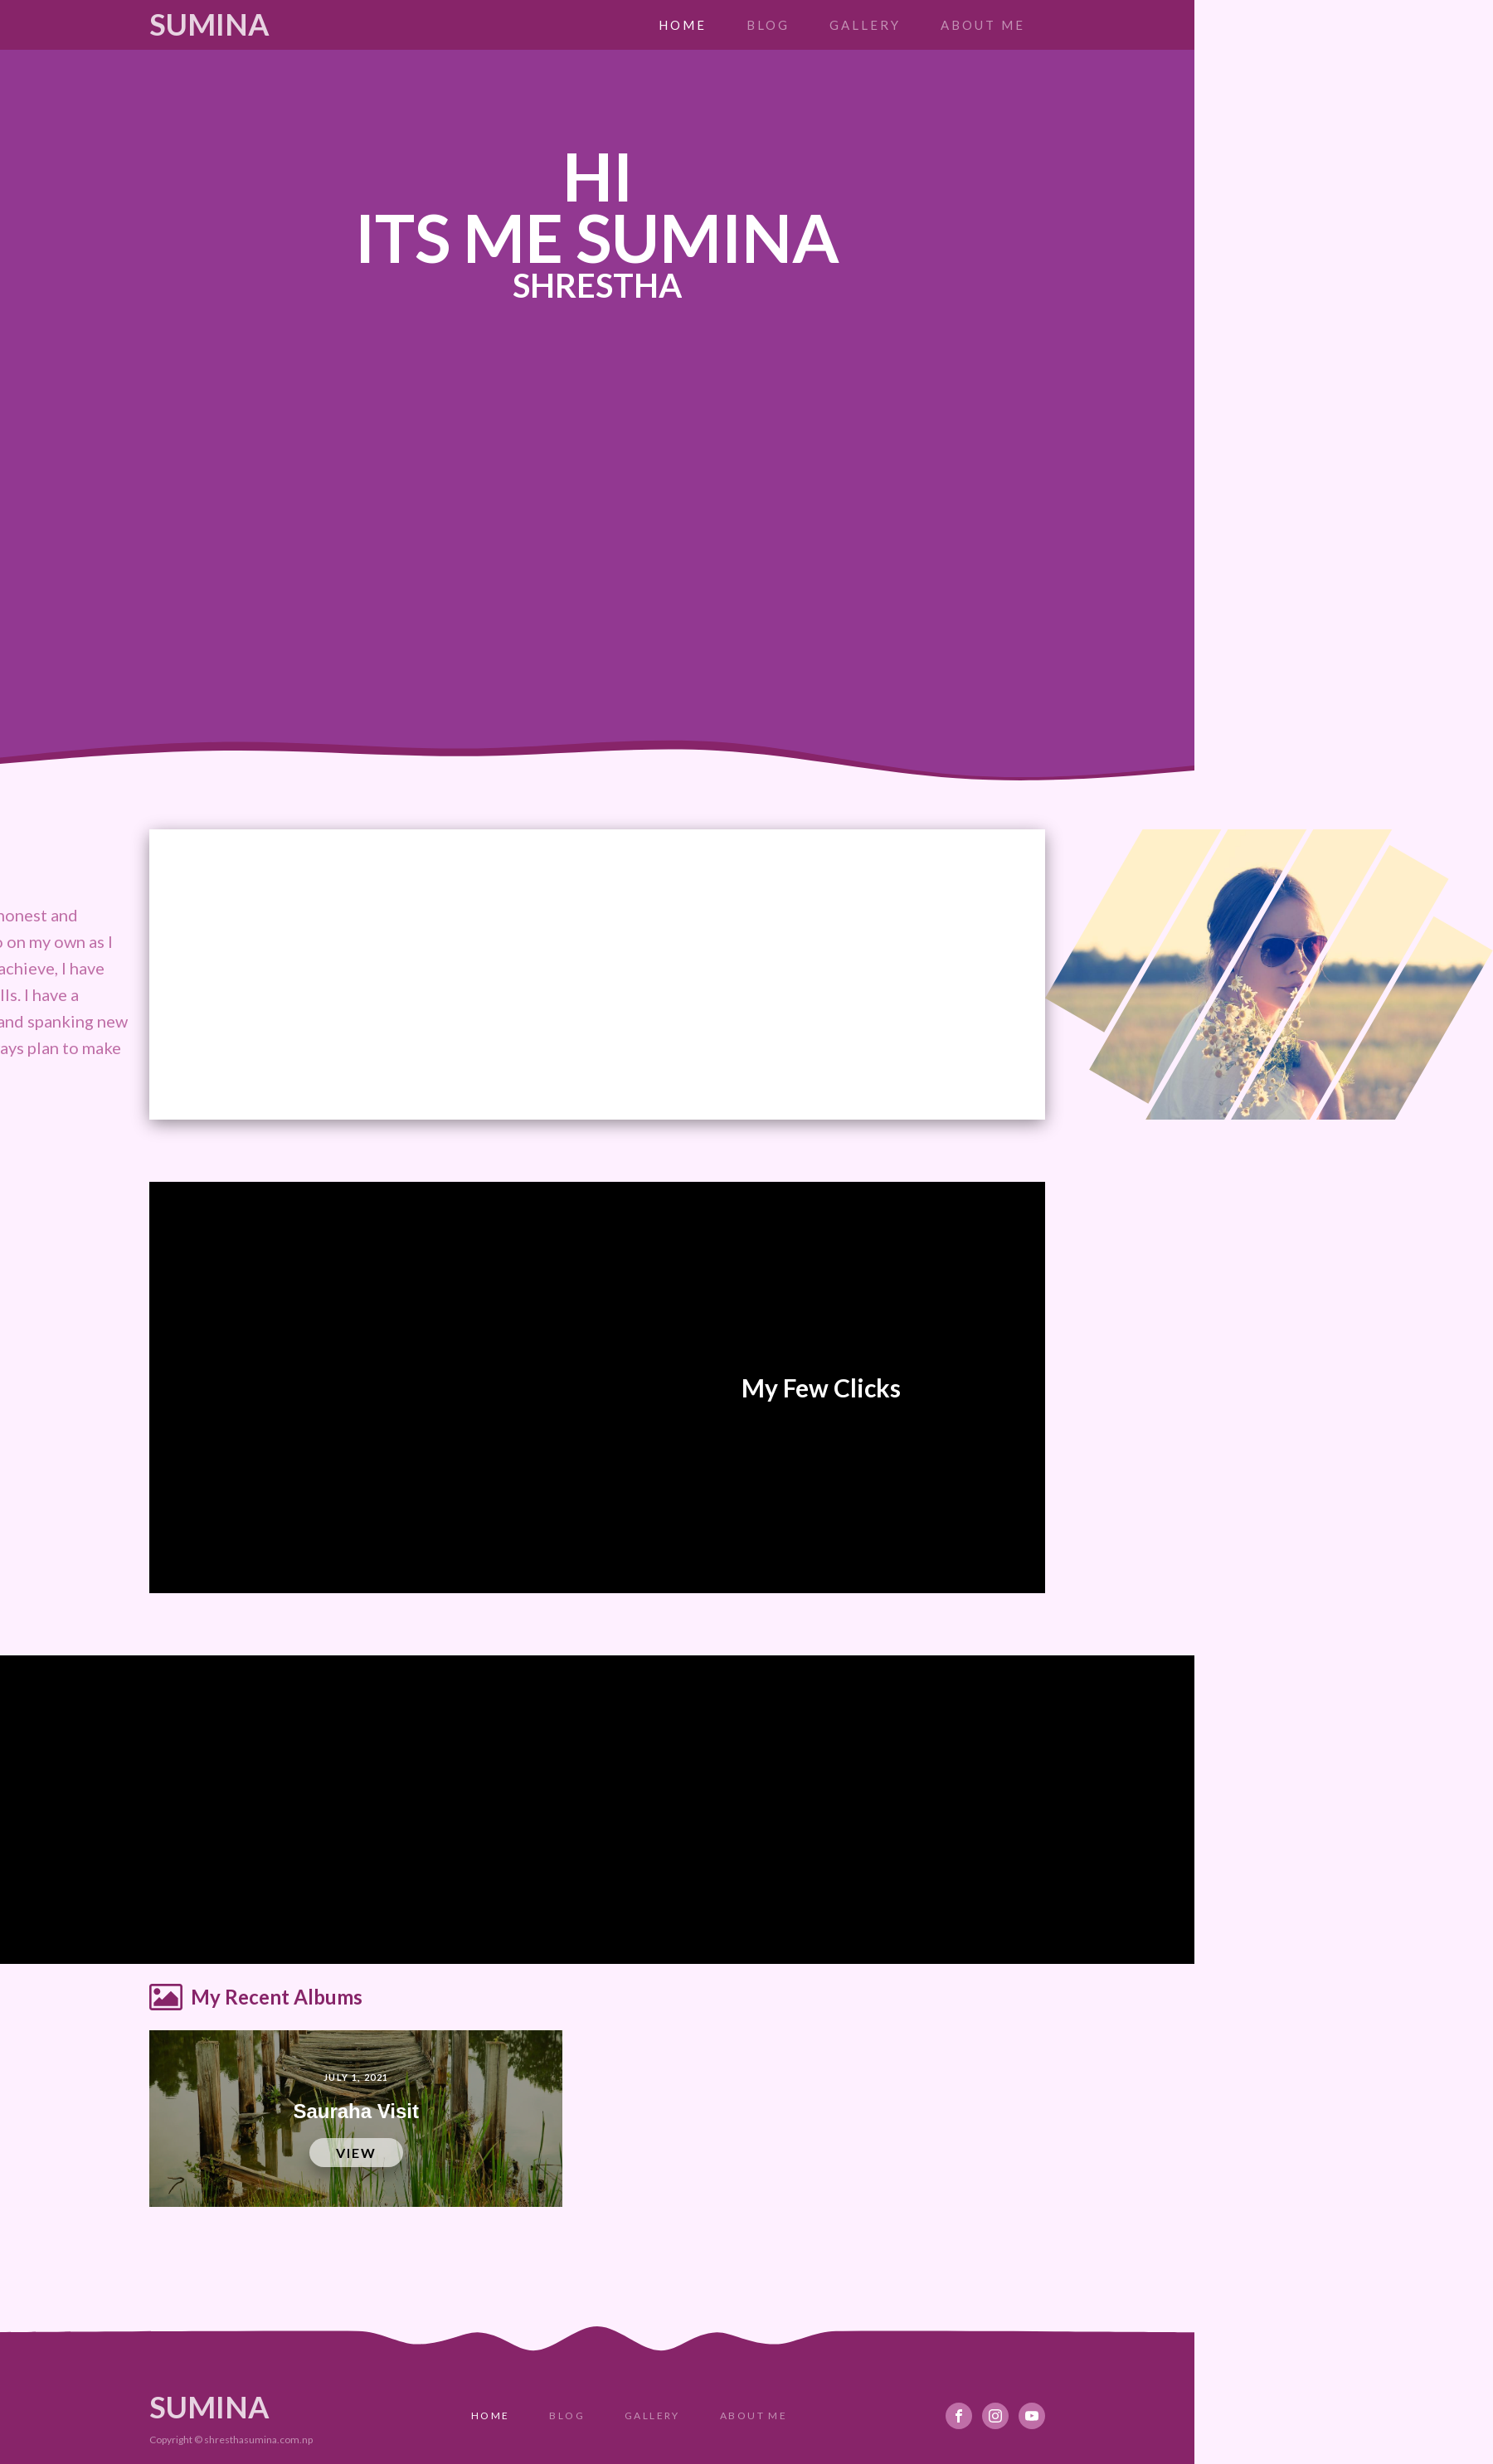 SUMINA
HOME BLOG GALLERY ABOUT ME
HI
ITS ME SUMINA
SHRESTHA
honest and
on my own as I
achieve, I have
I have a
and spanking new
plan to make
My Few Clicks
My Recent Albums
JULY 1, 2021
Sauraha Visit
VIEW
SUMINA
HOME BLOG GALLERY ABOUT ME
Copyright © shresthasumina.com.np